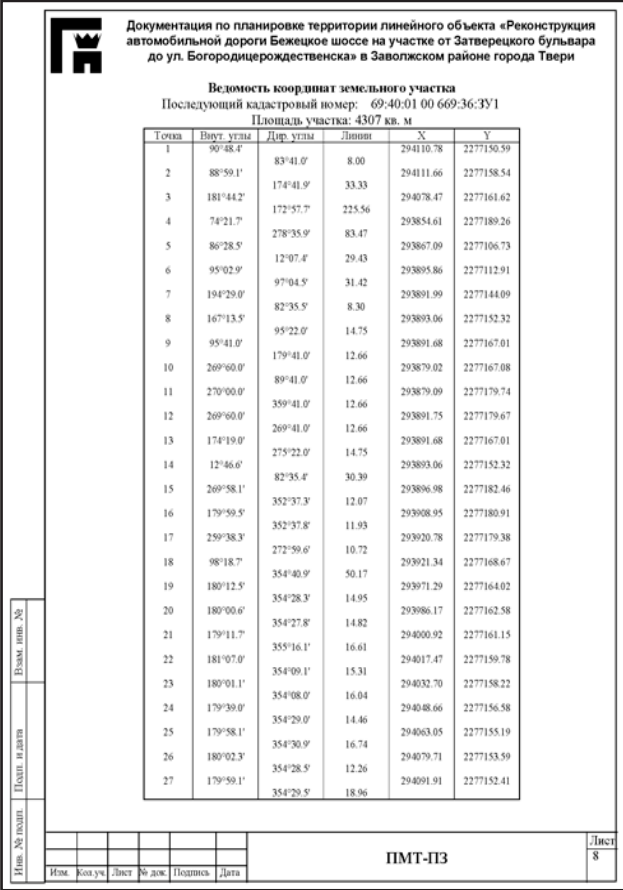 Документация по планировке территории линейного объекта «Реконструкция
автомобильной дороги Бежецкое шоссе на участке от Затверецкого бульвара
до ул. Богородицерождественска» в Заволжском районе города Твери
Ведомость координат земельного участка
Последующий кадастровый номер: 69:40:01 00 669:36:ЗУ1
Площадь участка: 4307 кв. м
Точка Внут. углы Дир. углы Линии X Y
1 90°48.4' 294110.78 2277150.59
83°41.0' 8.00
2 88°59.1' 294111.66 2277158.54
174°41.9' 33.33
3 181°44.2' 294078.47 2277161.62
172°57.7' 225.56
4 74°21.7' 293854.61 2277189.26
278°35.9' 83.47
5 86°28.5' 293867.09 2277106.73
12°07.4' 29.43
6 95°02.9' 293895.86 2277112.91
97°04.5' 31.42
7 194°29.0' 293891.99 2277144.09
82°35.5' 8.30
8 167°13.5' 293893.06 2277152.32
95°22.0' 14.75
9 95°41.0' 293891.68 2277167.01
179°41.0' 12.66
10 269°60.0' 293879.02 2277167.08
89°41.0' 12.66
11 270°00.0' 293879.09 2277179.74
359°41.0' 12.66
12 269°60.0' 293891.75 2277179.67
269°41.0' 12.66
13 174°19.0' 293891.68 2277167.01
275°22.0' 14.75
14 12°46.6' 293893.06 2277152.32
82°35.4' 30.39
15 269°58.1' 293896.98 2277182.46
352°37.3' 12.07
16 179°59.5' 293908.95 2277180.91
352°37.8' 11.93
17 259°38.3' 293920.78 2277179.38
272°59.6' 10.72
18 98°18.7' 293921.34 2277168.67
354°40.9' 50.17
19 180°12.5' 293971.29 2277164.02
354°28.3' 14.95
20 180°00.6' 293986.17 2277162.58
354°27.8' 14.82
21 179°11.7' 294000.92 2277161.15
355°16.1' 16.61
22 181°07.0' 294017.47 2277159.78
354°09.1' 15.31
23 180°01.1' 294032.70 2277158.22
354°08.0' 16.04
24 179°39.0' 294048.66 2277156.58
354°29.0' 14.46
25 179°58.1' 294063.05 2277155.19
354°30.9' 16.74
26 180°02.3' 294079.71 2277153.59
354°28.5' 12.26
27 179°59.1' 294091.91 2277152.41
354°29.5' 18.96
Взам. инв. №
Подп. и дата
Инв. № подл.
Изм. Кол.уч. Лист № док. Подпись Дата
ПМТ-ПЗ
Лист
8